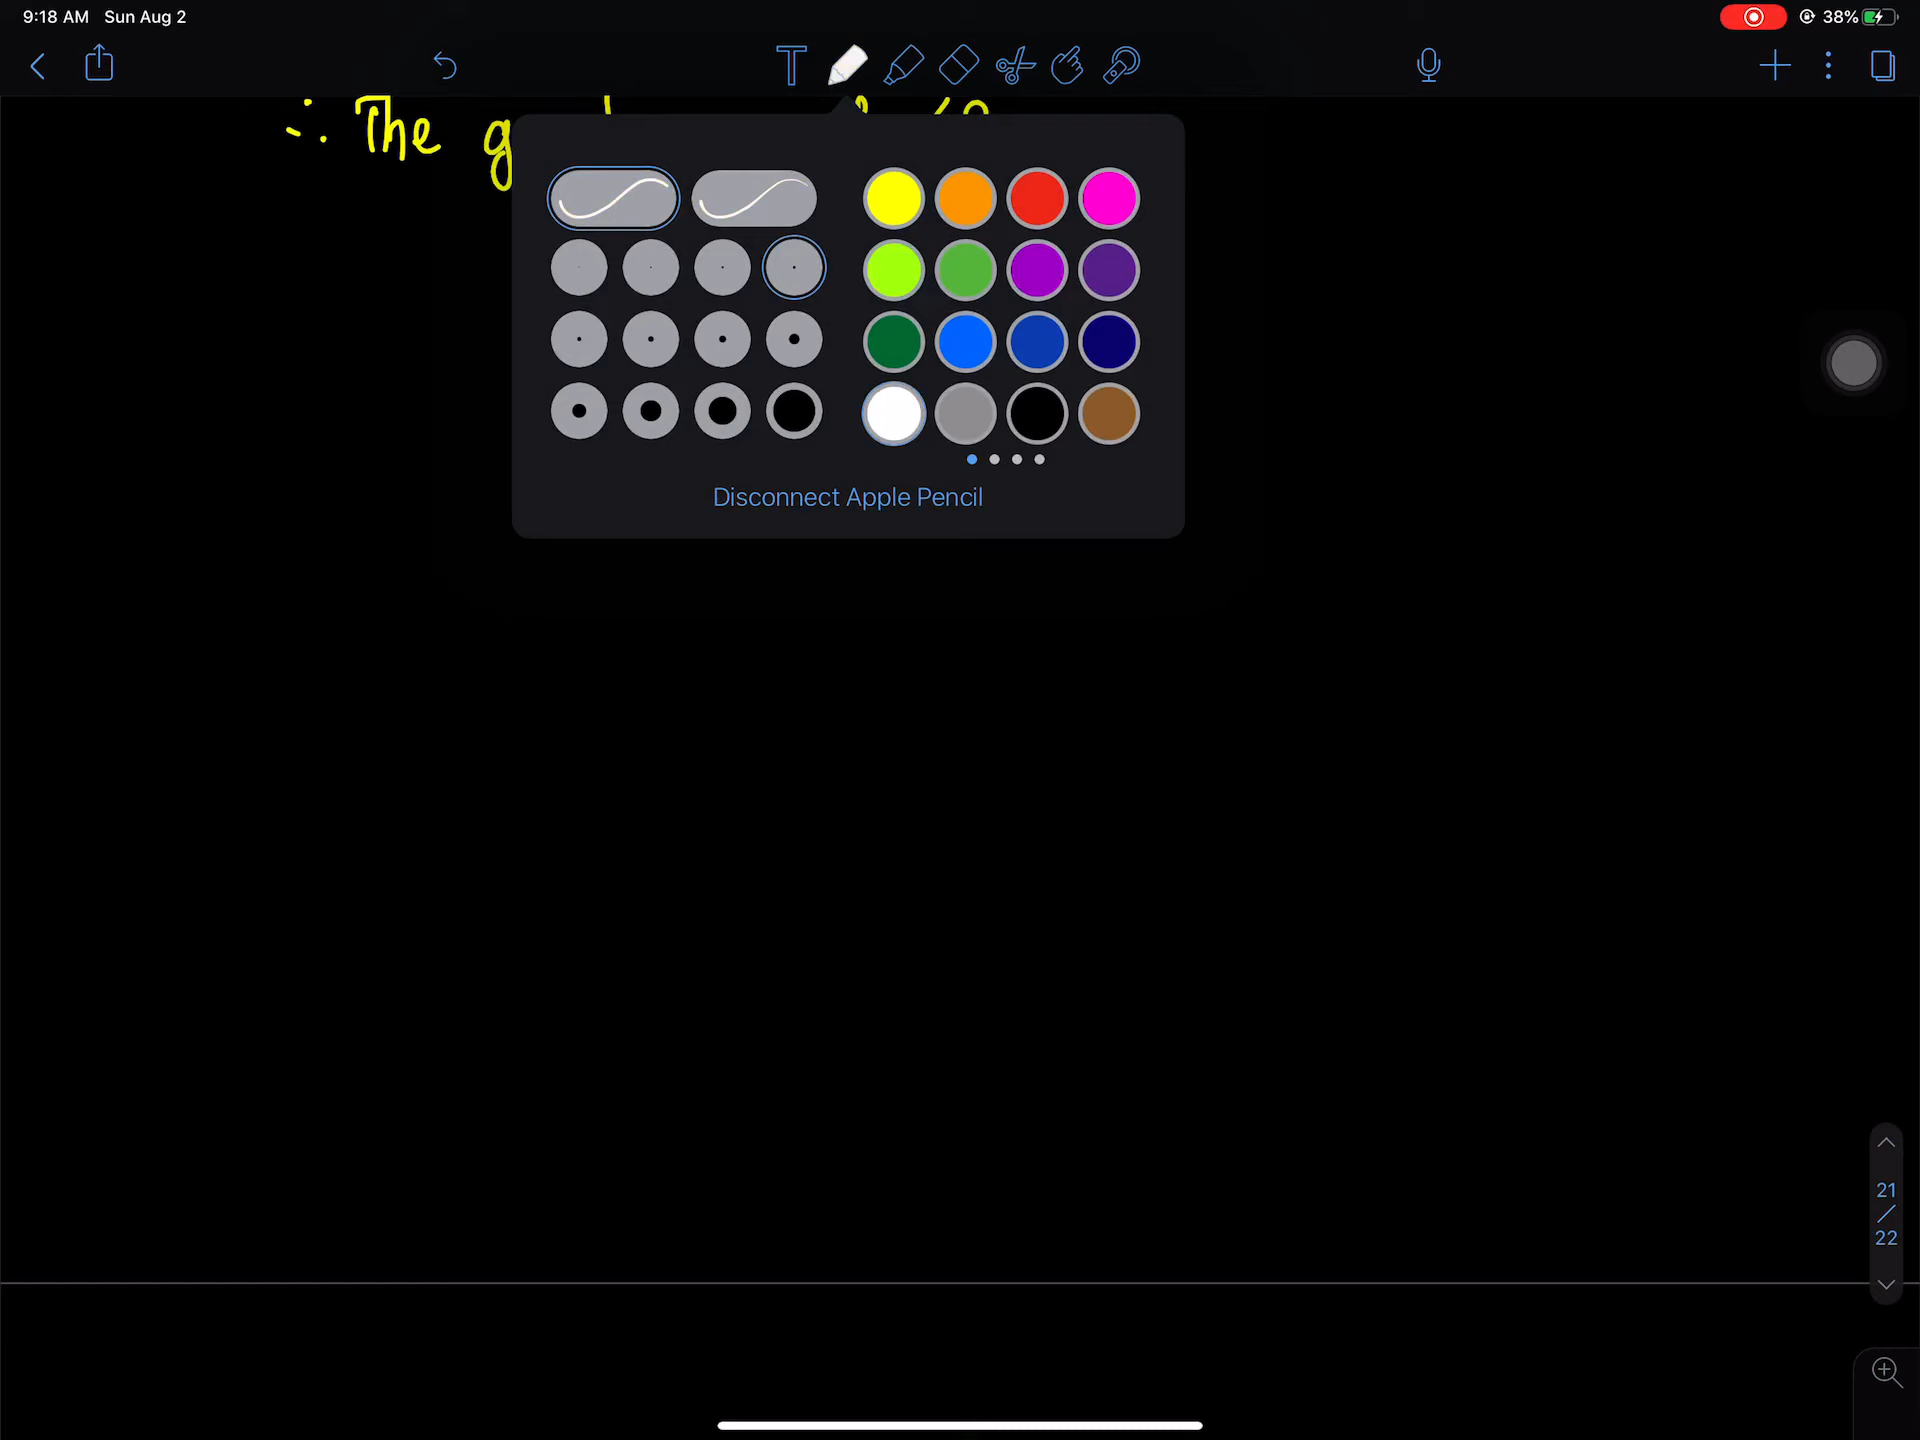 9:18 AM Sun Aug 2
38%
T
∴ The
Disconnect Apple Pencil
21
/
22